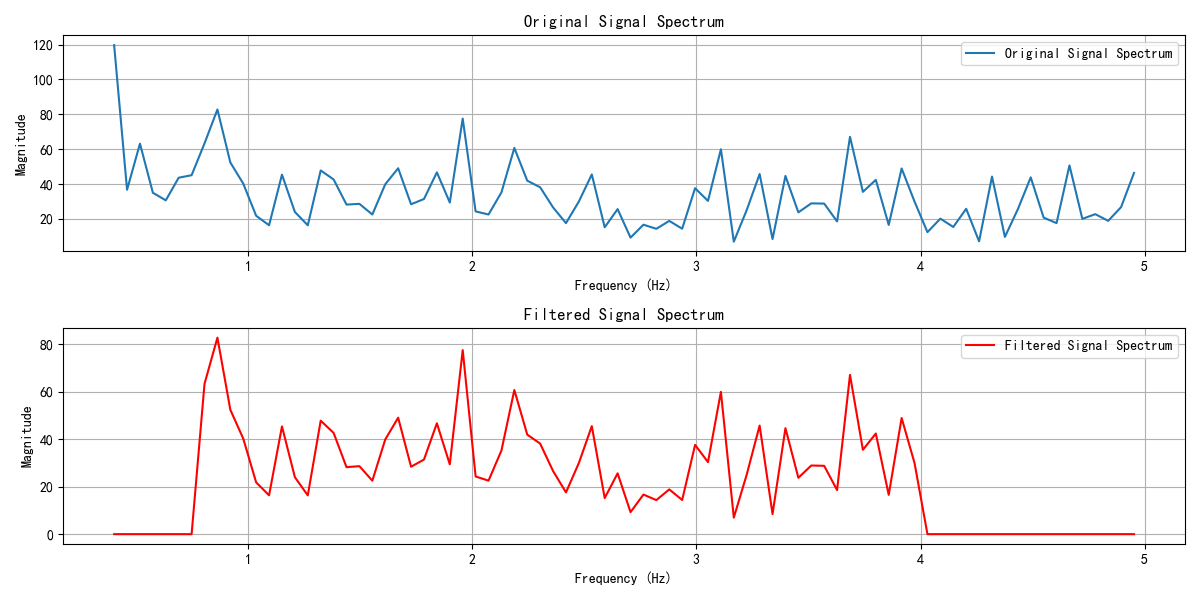 Original Signal Spectrum
120
100
80
60
40
20
Magnitude
Original Signal Spectrum
1 2 3 4 5
Frequency (Hz)
Filtered Signal Spectrum
80
60
40
20
0
Magnitude
Filtered Signal Spectrum
1 2 3 4 5
Frequency (Hz)